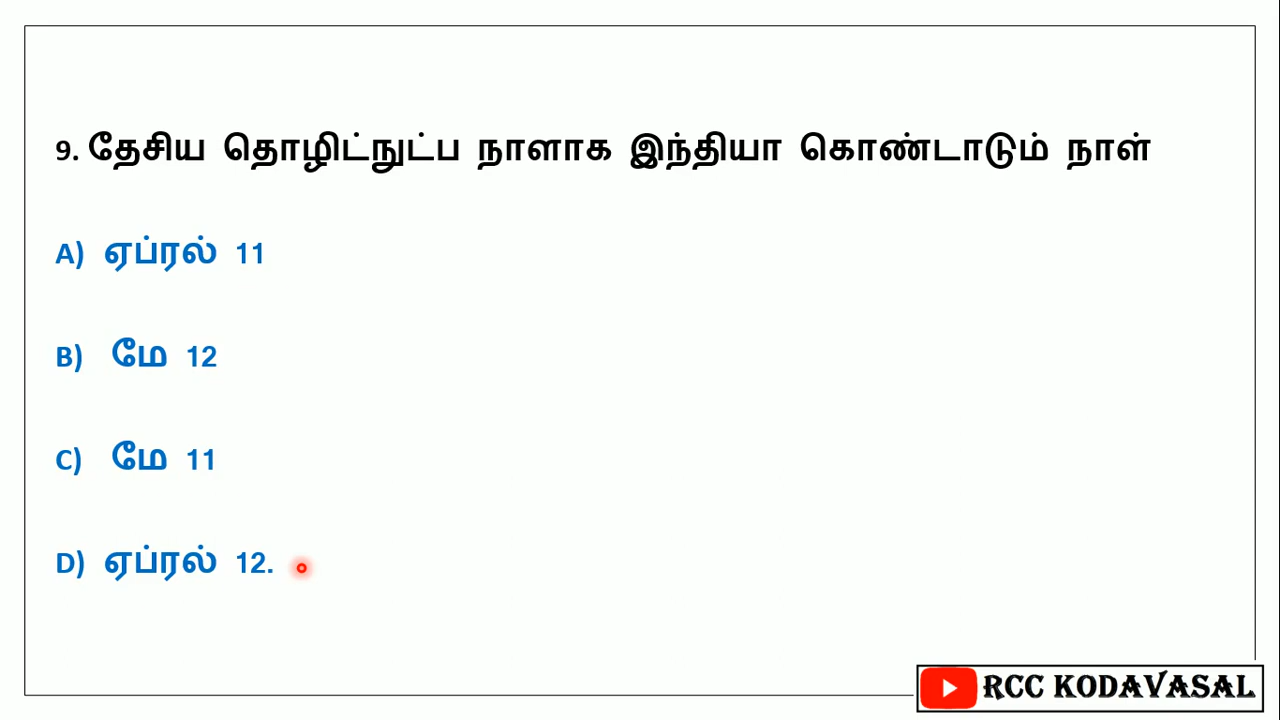 9. தேசிய தொழிட்நுட்ப நாளாக இந்தியா கொண்டாடும் நாள்
A) ஏப்ரல் 11
B) மே 12
C) மே 11
D) ஏப்ரல் 12.
RCC KODAVASAL